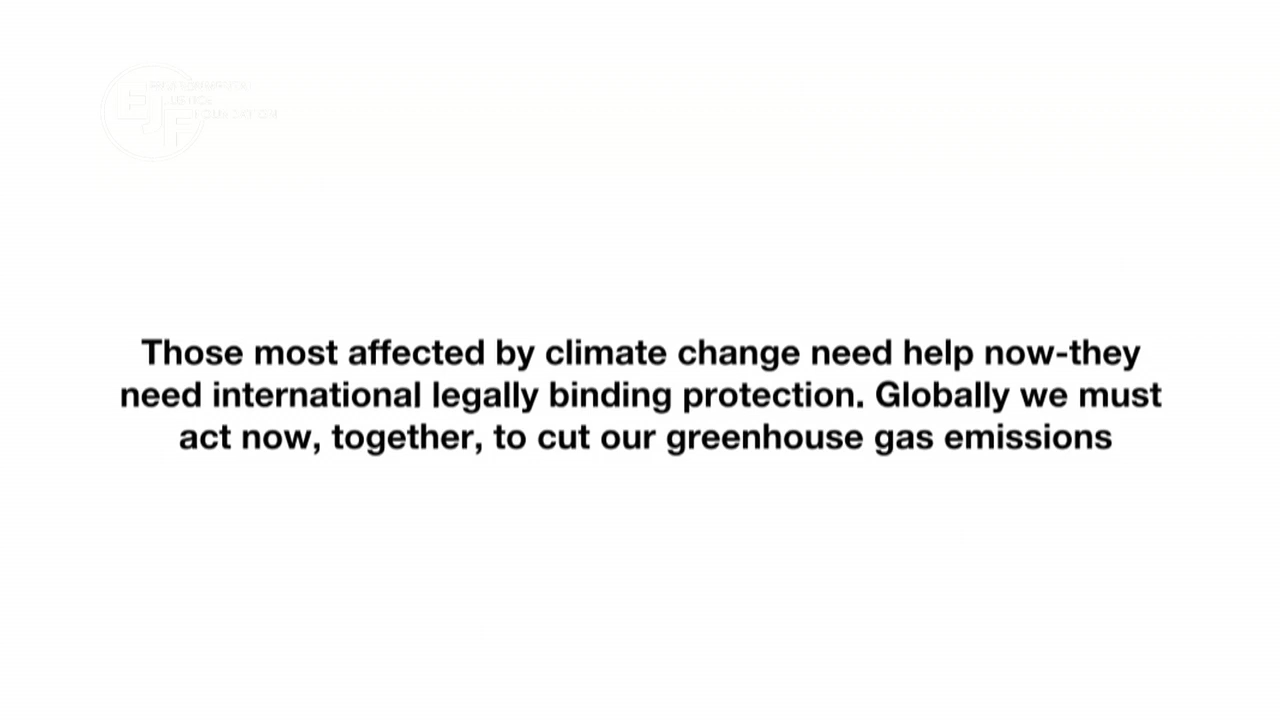 EJF
Those most affected by climate change need help now-they
need international legally binding protection. Globally we must
act now, together, to cut our greenhouse gas emissions